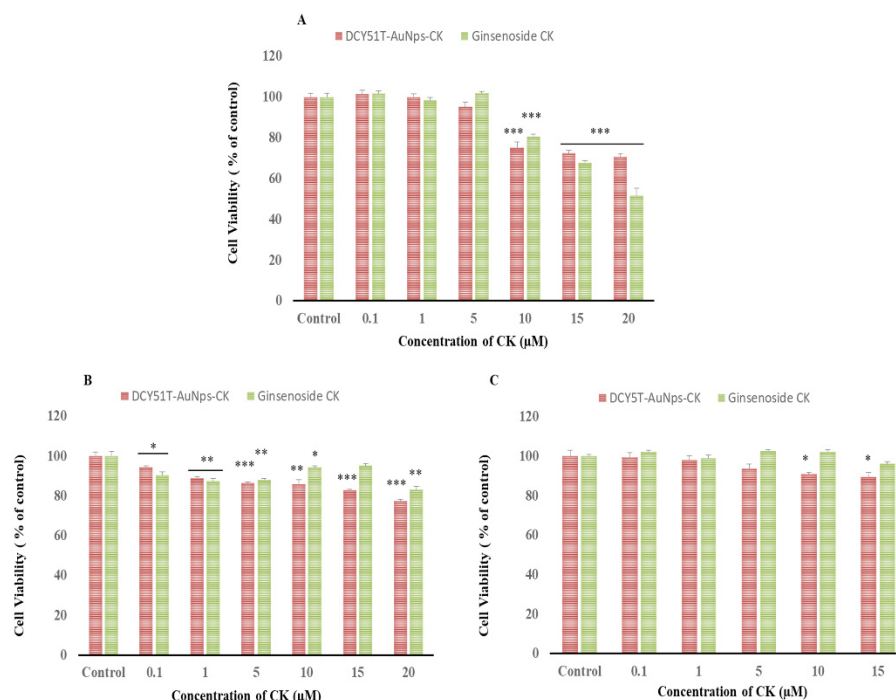 A
DCY51T-AuNps-CK Ginsenoside CK
120
100
80
60
40
20
0
*** *** ***
Cell Viability ( % of control)
Control 0.1 1 5 10 15 20
Concentration of CK (µM)
B
DCY51T-AuNps-CK Ginsenoside CK
120
100
80
60
40
20
0
* ** *** ** ** * *** *** **
Cell Viability ( % of control)
Control 0.1 1 5 10 15 20
Concentration of CK (µM)
C
DCY5T-AuNps-CK Ginsenoside CK
120
100
80
60
40
20
0
* *
Cell Viability ( % of control)
Control 0.1 1 5 10 15
Concentration of CK (µM)